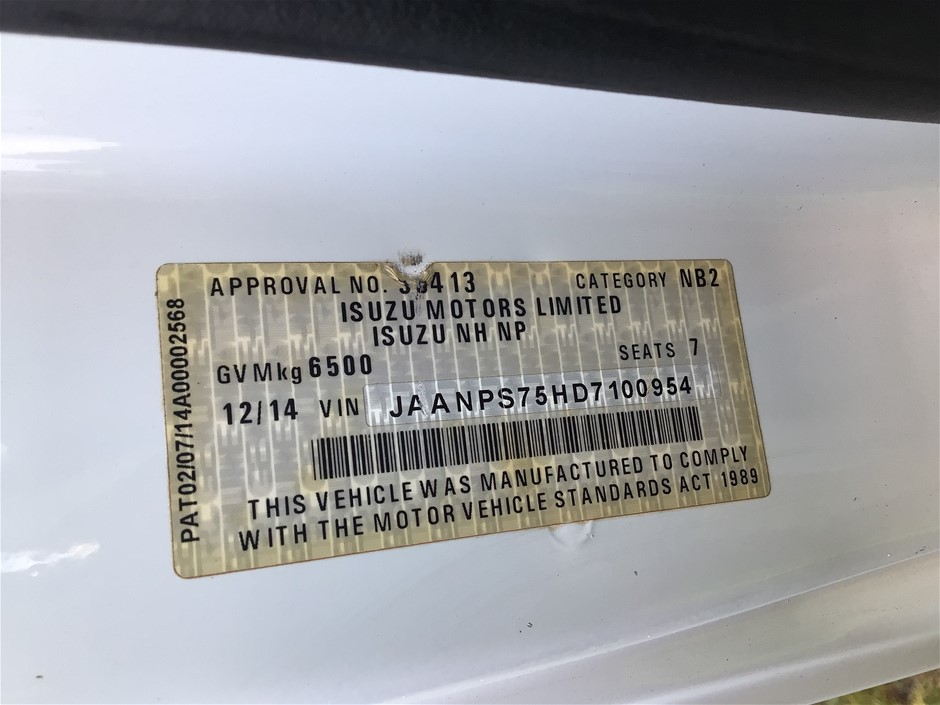 APPROVAL NO. CATEGORY NB2
ISUZU MOTORS LIMITED
ISUZU NH NP
GVMkg 6500 SEATS 7
12/14 VIN JAANPS75HD7100954
THIS VEHICLE WAS MANUFACTURED TO COMPLY
WITH THE MOTOR VEHICLE STANDARDS ACT 1989
PAT02/07/14A00002568